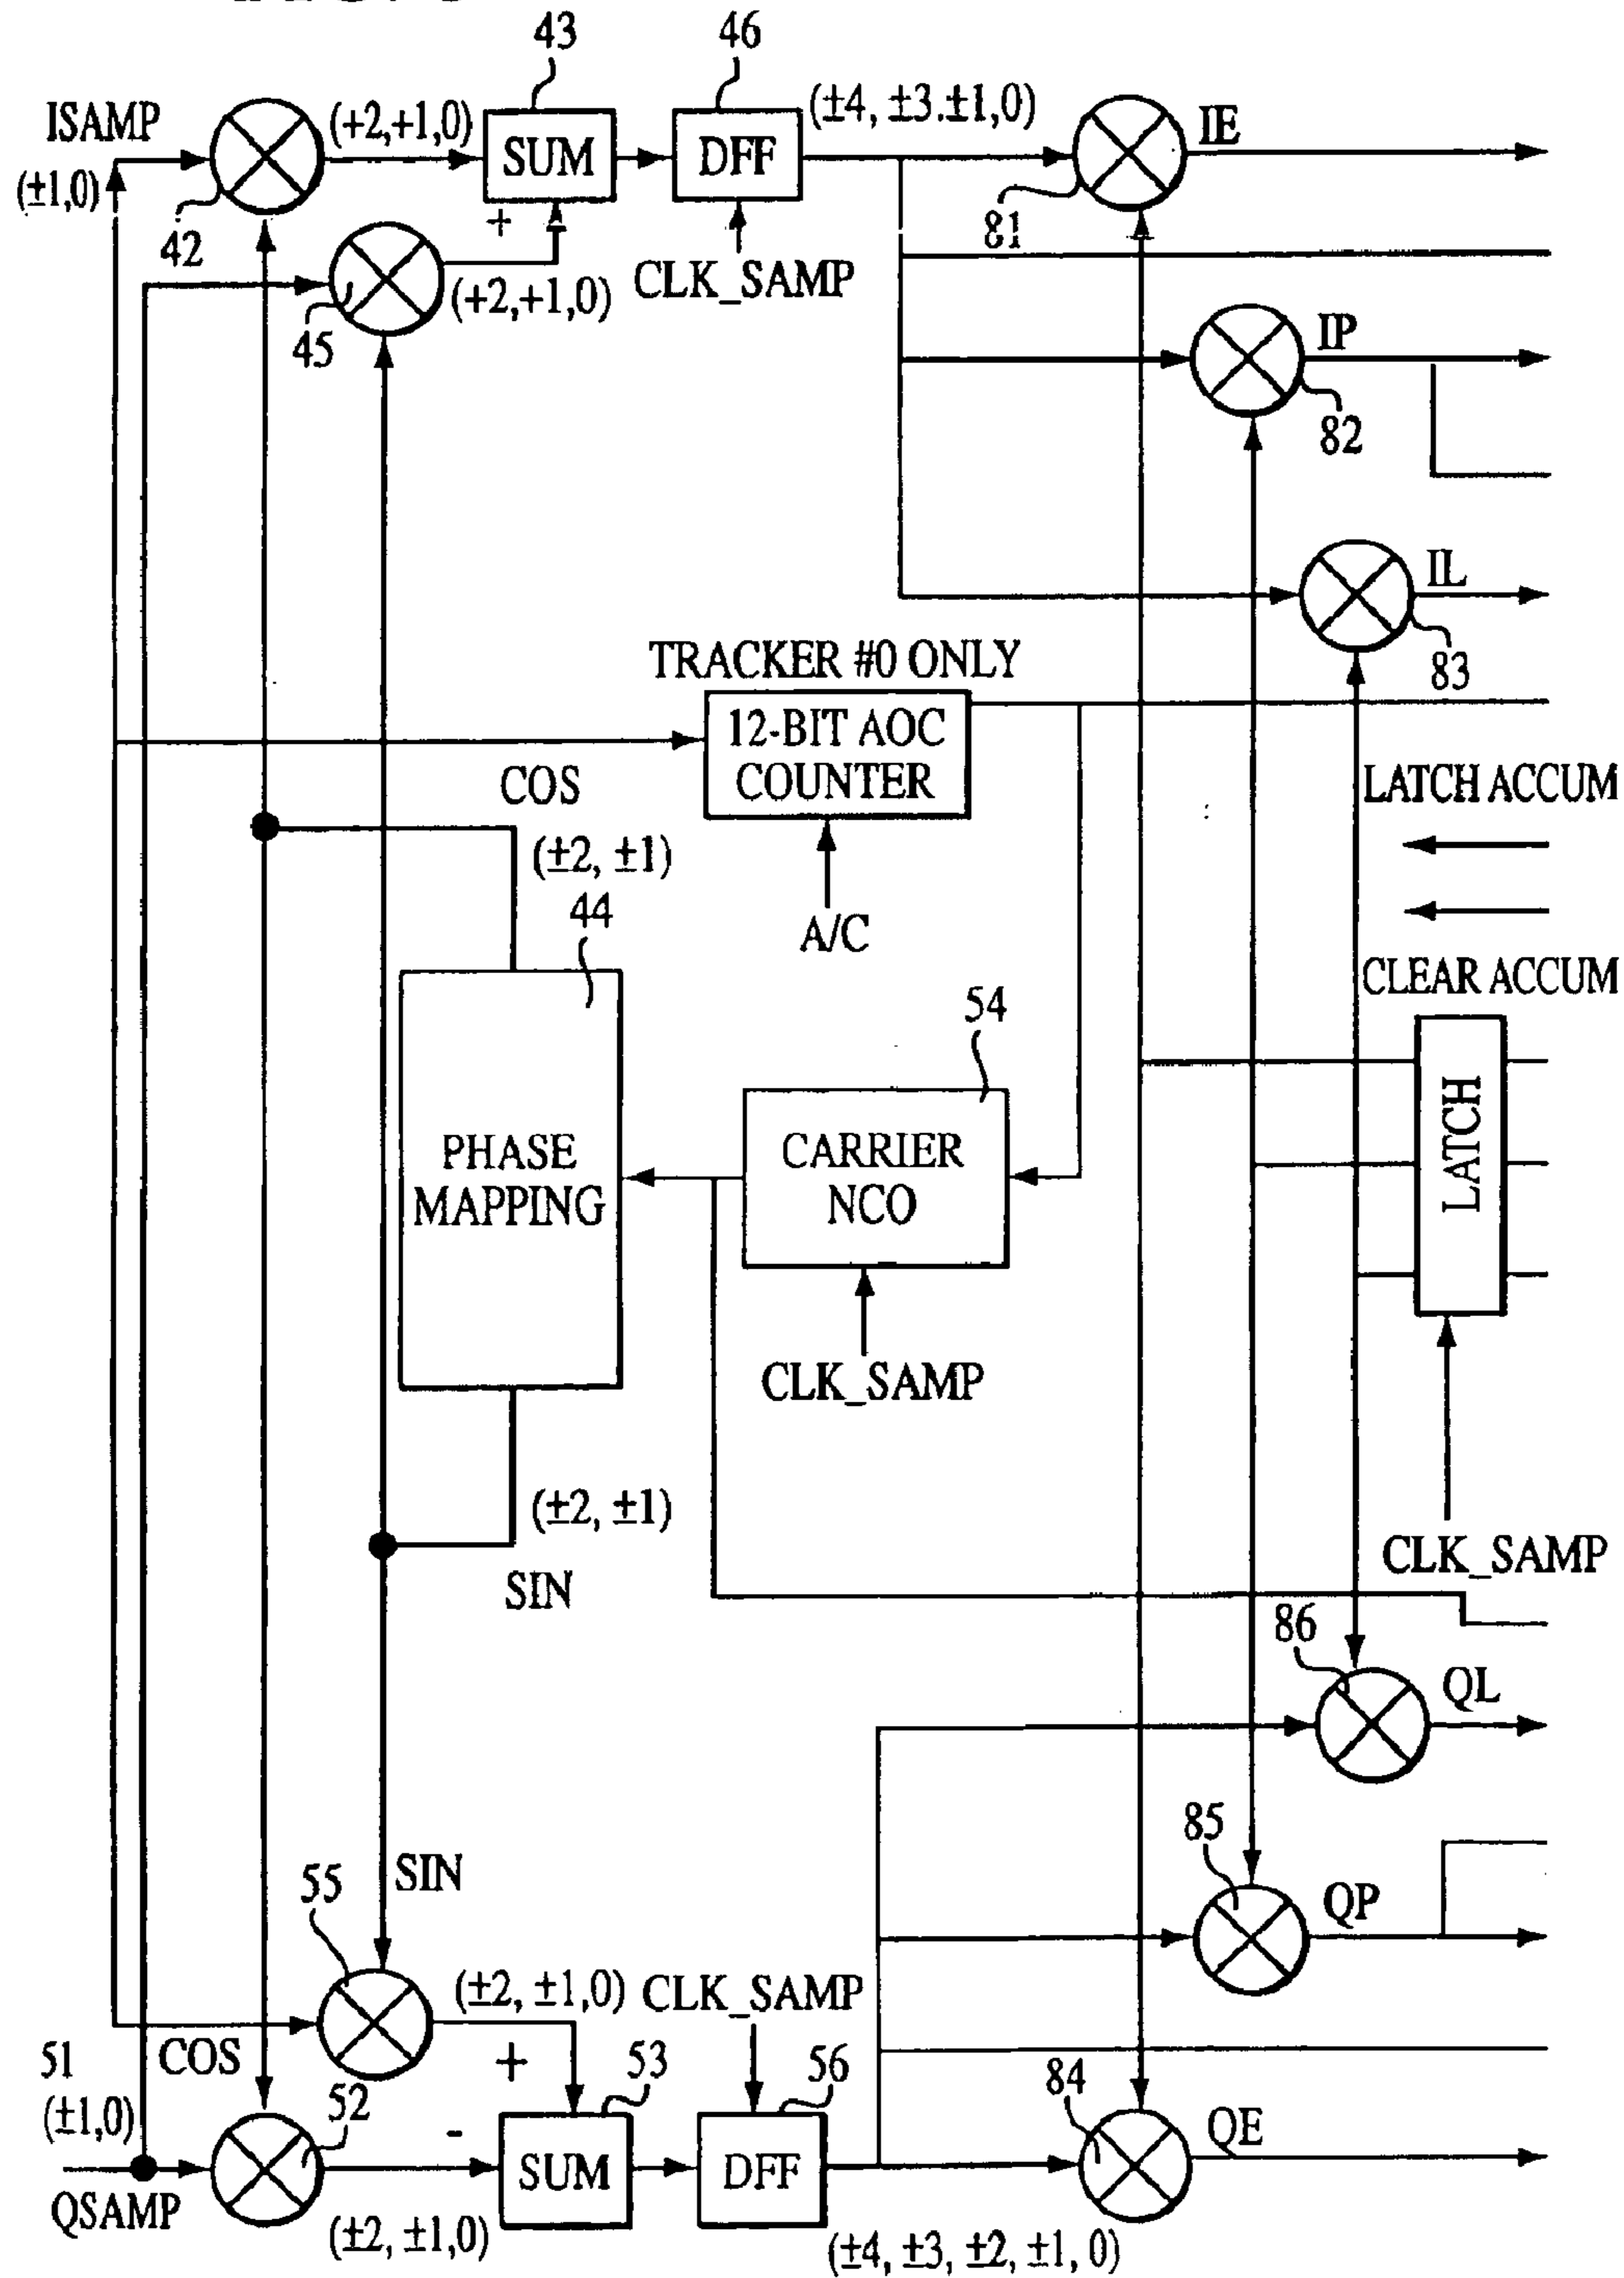 43
46
ISAMP
(+2,+1,0)
SUM
DFF
(±4, ±3.±1,0)
IE
(±1,0)
42
+
81
45
(+2,+1,0)
CLK_SAMP
IP
82
IL
83
TRACKER #0 ONLY
12-BIT AOC
COUNTER
COS
LATCH ACCUM
(±2, ±1)
44
A/C
CLEAR ACCUM
54
LATCH
PHASE
MAPPING
CARRIER
NCO
CLK_SAMP
(±2, ±1)
CLK_SAMP
SIN
86
QL
85
SIN
55
QP
(±2, ±1,0)
CLK_SAMP
51
COS
+
53
56
84
(±1,0)
52
-
QE
SUM
DFF
QSAMP
(±2, ±1,0)
(±4, ±3, ±2, ±1, 0)